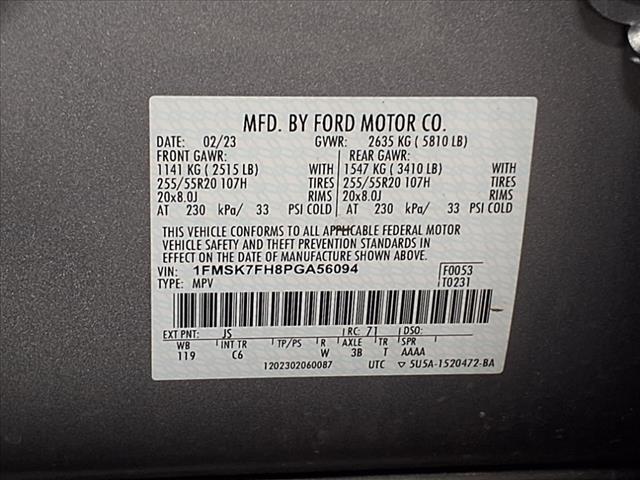 MFD. BY FORD MOTOR CO.
DATE: 02/23 GVWR: 2635 KG ( 5810 LB)
FRONT GAWR: REAR GAWR:
1141 KG ( 2515 LB) WITH 1547 KG ( 3410 LB) WITH
255/55R20 107H TIRES 255/55R20 107H TIRES
20x8.0J RIMS 20x8.0J RIMS
AT 230 kPa/ 33 PSI COLD AT 230 kPa/ 33 PSI COLD
THIS VEHICLE CONFORMS TO ALL APPLICABLE FEDERAL MOTOR
VEHICLE SAFETY AND THEFT PREVENTION STANDARDS IN
EFFECT ON THE DATE OF MANUFACTURE SHOWN ABOVE.
VIN: 1FMSK7FH8PGA56094 F0053
TYPE: MPV T0231
EXT PNT: JS RC: 71 DSO:
WB INT TR TP/PS R AXLE TR SPR
119 C6 W 3B T AAAA
1202302060087 UTC ▽ 5U5A-1520472-BA